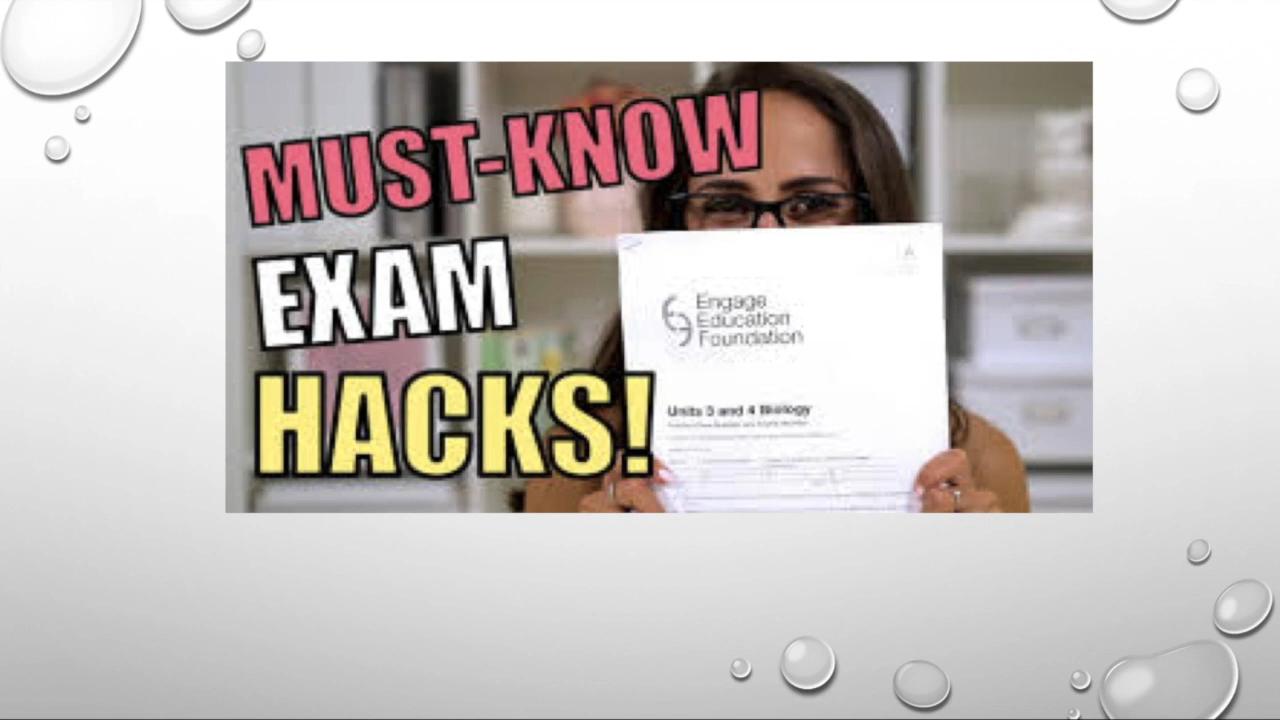 MUST-KNOW
EXAM
HACKS!
Engage
Education
Foundation
Units 3 and 4 Biology